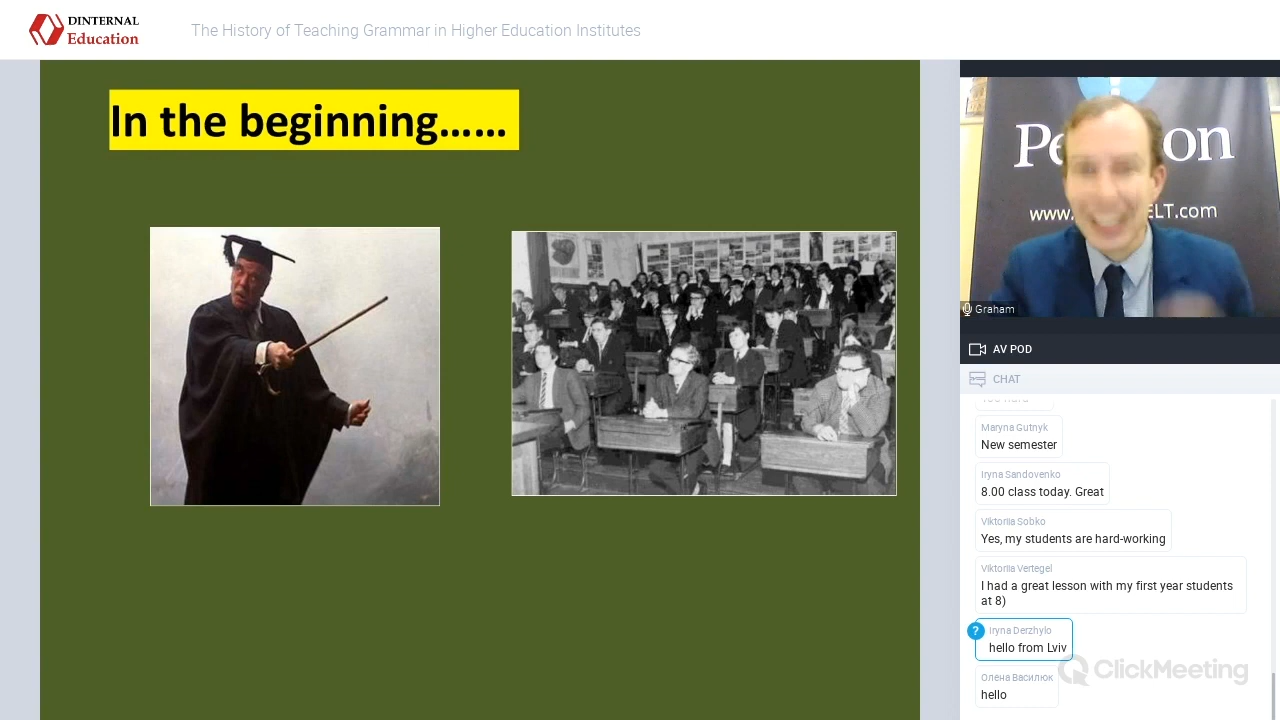 DINTERNAL
Education
The History of Teaching Grammar in Higher Education Institutes
In the beginning......
www.
ELT.com
Graham
AV POD
CHAT
Maryna Gutnyk
New semester
Iryna Sandovenko
8.00 class today. Great
Viktoriia Sobko
Yes, my students are hard-working
Viktoriia Vertegel
I had a great lesson with my first year students
at 8)
?
Iryna Derzhylo
hello from Lviv
ClickMeeting
Олена Василюк
hello